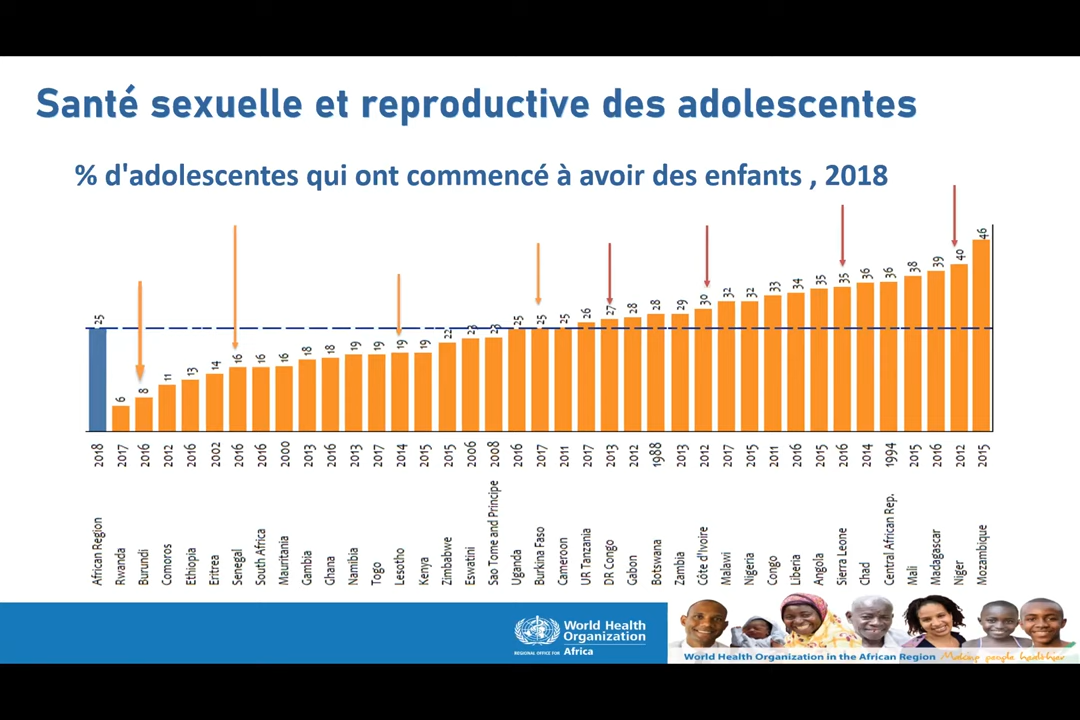 Santé sexuelle et reproductive des adolescentes
% d'adolescentes qui ont commencé à avoir des enfants , 2018
25 6 8 11 13 14 16 16 16 18 18 19 19 19 19 22 23 23 25 25 25 26 27 28 28 29 30 32 32 33 34 35 35 36 36 38 39 40 46
2018 2017 2016 2012 2016 2002 2016 2016 2000 2013 2016 2013 2017 2014 2015 2015 2006 2008 2016 2017 2011 2017 2013 2012 1988 2013 2012 2017 2015 2011 2016 2015 2016 2014 1994 2015 2016 2012 2015
African Region
Rwanda
Burundi
Comoros
Ethiopia
Eritrea
Senegal
South Africa
Mauritania
Gambia
Ghana
Namibia
Togo
Lesotho
Kenya
Zimbabwe
Eswatini
Sao Tome and Principe
Uganda
Burkina Faso
Cameroon
UR Tanzania
DR Congo
Gabon
Botswana
Zambia
Côte d'Ivoire
Malawi
Nigeria
Congo
Liberia
Angola
Sierra Leone
Chad
Central African Rep.
Mali
Madagascar
Niger
Mozambique
World Health
Organization
REGIONAL OFFICE FOR Africa
World Health Organization in the African Region Making people healthier